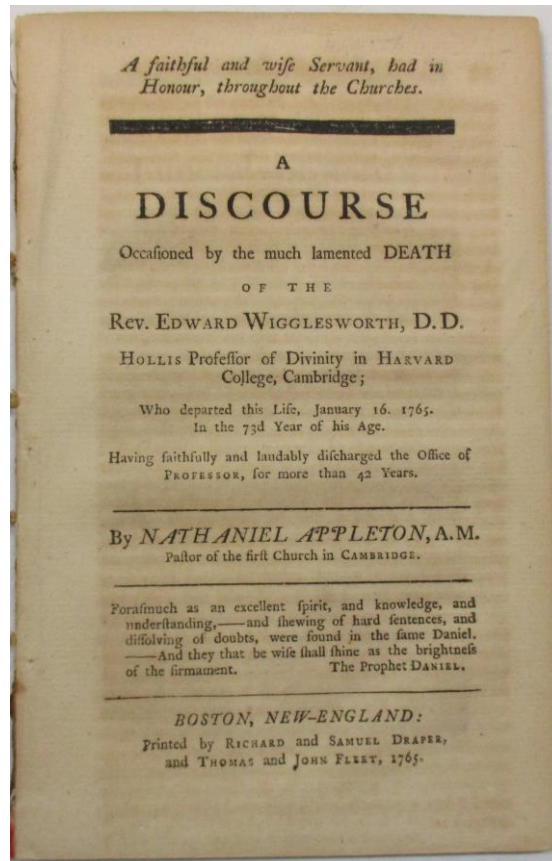 A faithful and wiſe Servant, had in
Honour, throughout the Churches.
A
DISCOURSE
Occaſioned by the much lamented DEATH
OF THE
Rev. EDWARD WIGGLESWORTH, D.D.
HOLLIS Profeſſor of Divinity in HARVARD
College, Cambridge;
Who departed this Life, January 16. 1765.
In the 73d Year of his Age.
Having faithfully and laudably diſcharged the Office of
PROFESSOR, for more than 42 Years.
By NATHANIEL APPLETON, A.M.
Paſtor of the firſt Church in CAMBRIDGE.
Foraſmuch as an excellent ſpirit, and knowledge, and
underſtanding,——and ſhewing of hard ſentences, and
diſſolving of doubts, were found in the ſame Daniel.
——And they that be wiſe ſhall ſhine as the brightneſs
of the firmament. The Prophet DANIEL.
BOSTON, NEW-ENGLAND:
Printed by RICHARD and SAMUEL DRAPER,
and THOMAS and JOHN FLEET, 1765.